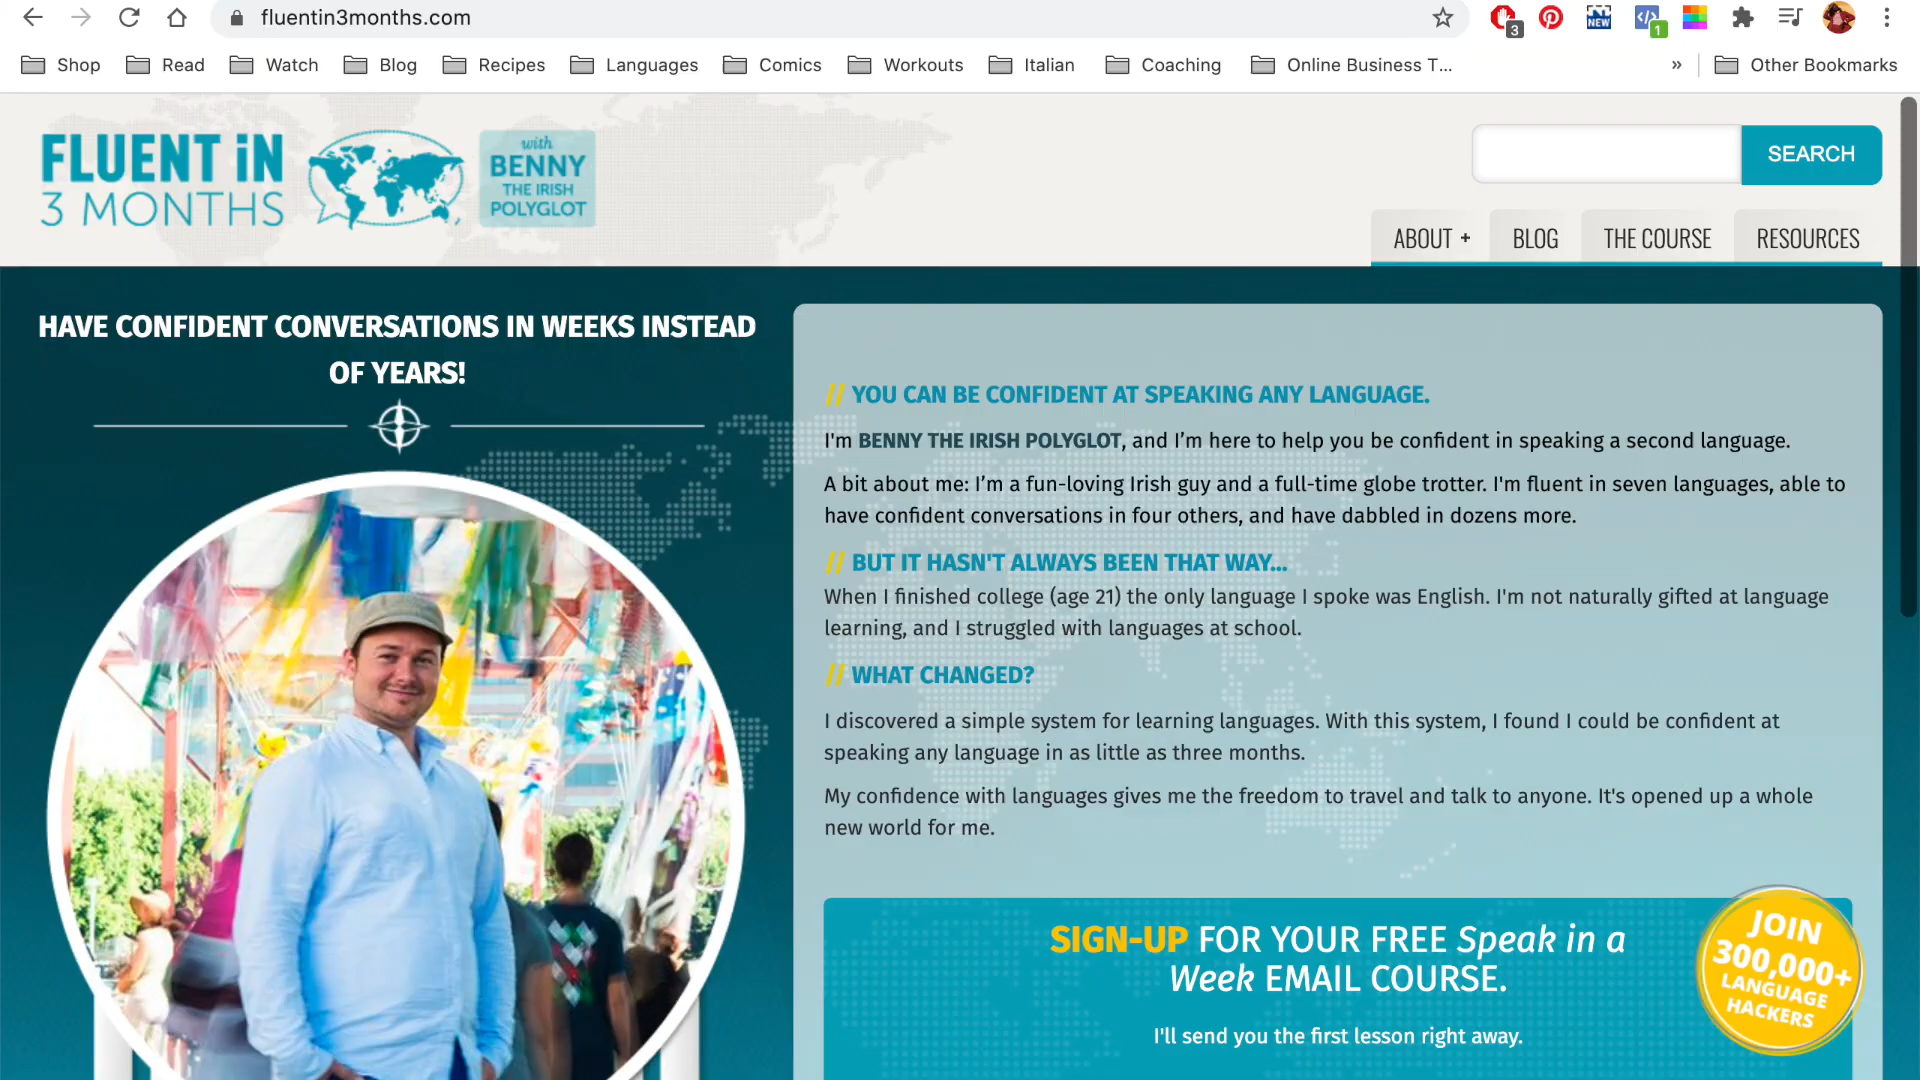 fluentin3months.com
3
NEW
1
Shop
Read
Watch
Blog
Recipes
Languages
Comics
Workouts
Italian
Coaching
Online Business T...
»
Other Bookmarks
FLUENT iN
3 MONTHS
with
BENNY
THE IRISH
POLYGLOT
SEARCH
ABOUT +
BLOG
THE COURSE
RESOURCES
HAVE CONFIDENT CONVERSATIONS IN WEEKS INSTEAD
OF YEARS!
// YOU CAN BE CONFIDENT AT SPEAKING ANY LANGUAGE.
I'm BENNY THE IRISH POLYGLOT, and I’m here to help you be confident in speaking a second language.
A bit about me: I’m a fun-loving Irish guy and a full-time globe trotter. I'm fluent in seven languages, able to
have confident conversations in four others, and have dabbled in dozens more.
// BUT IT HASN'T ALWAYS BEEN THAT WAY...
When I finished college (age 21) the only language I spoke was English. I'm not naturally gifted at language
learning, and I struggled with languages at school.
// WHAT CHANGED?
I discovered a simple system for learning languages. With this system, I found I could be confident at
speaking any language in as little as three months.
My confidence with languages gives me the freedom to travel and talk to anyone. It's opened up a whole
new world for me.
SIGN-UP FOR YOUR FREE Speak in a
Week EMAIL COURSE.
I'll send you the first lesson right away.
JOIN
300,000+
LANGUAGE
HACKERS